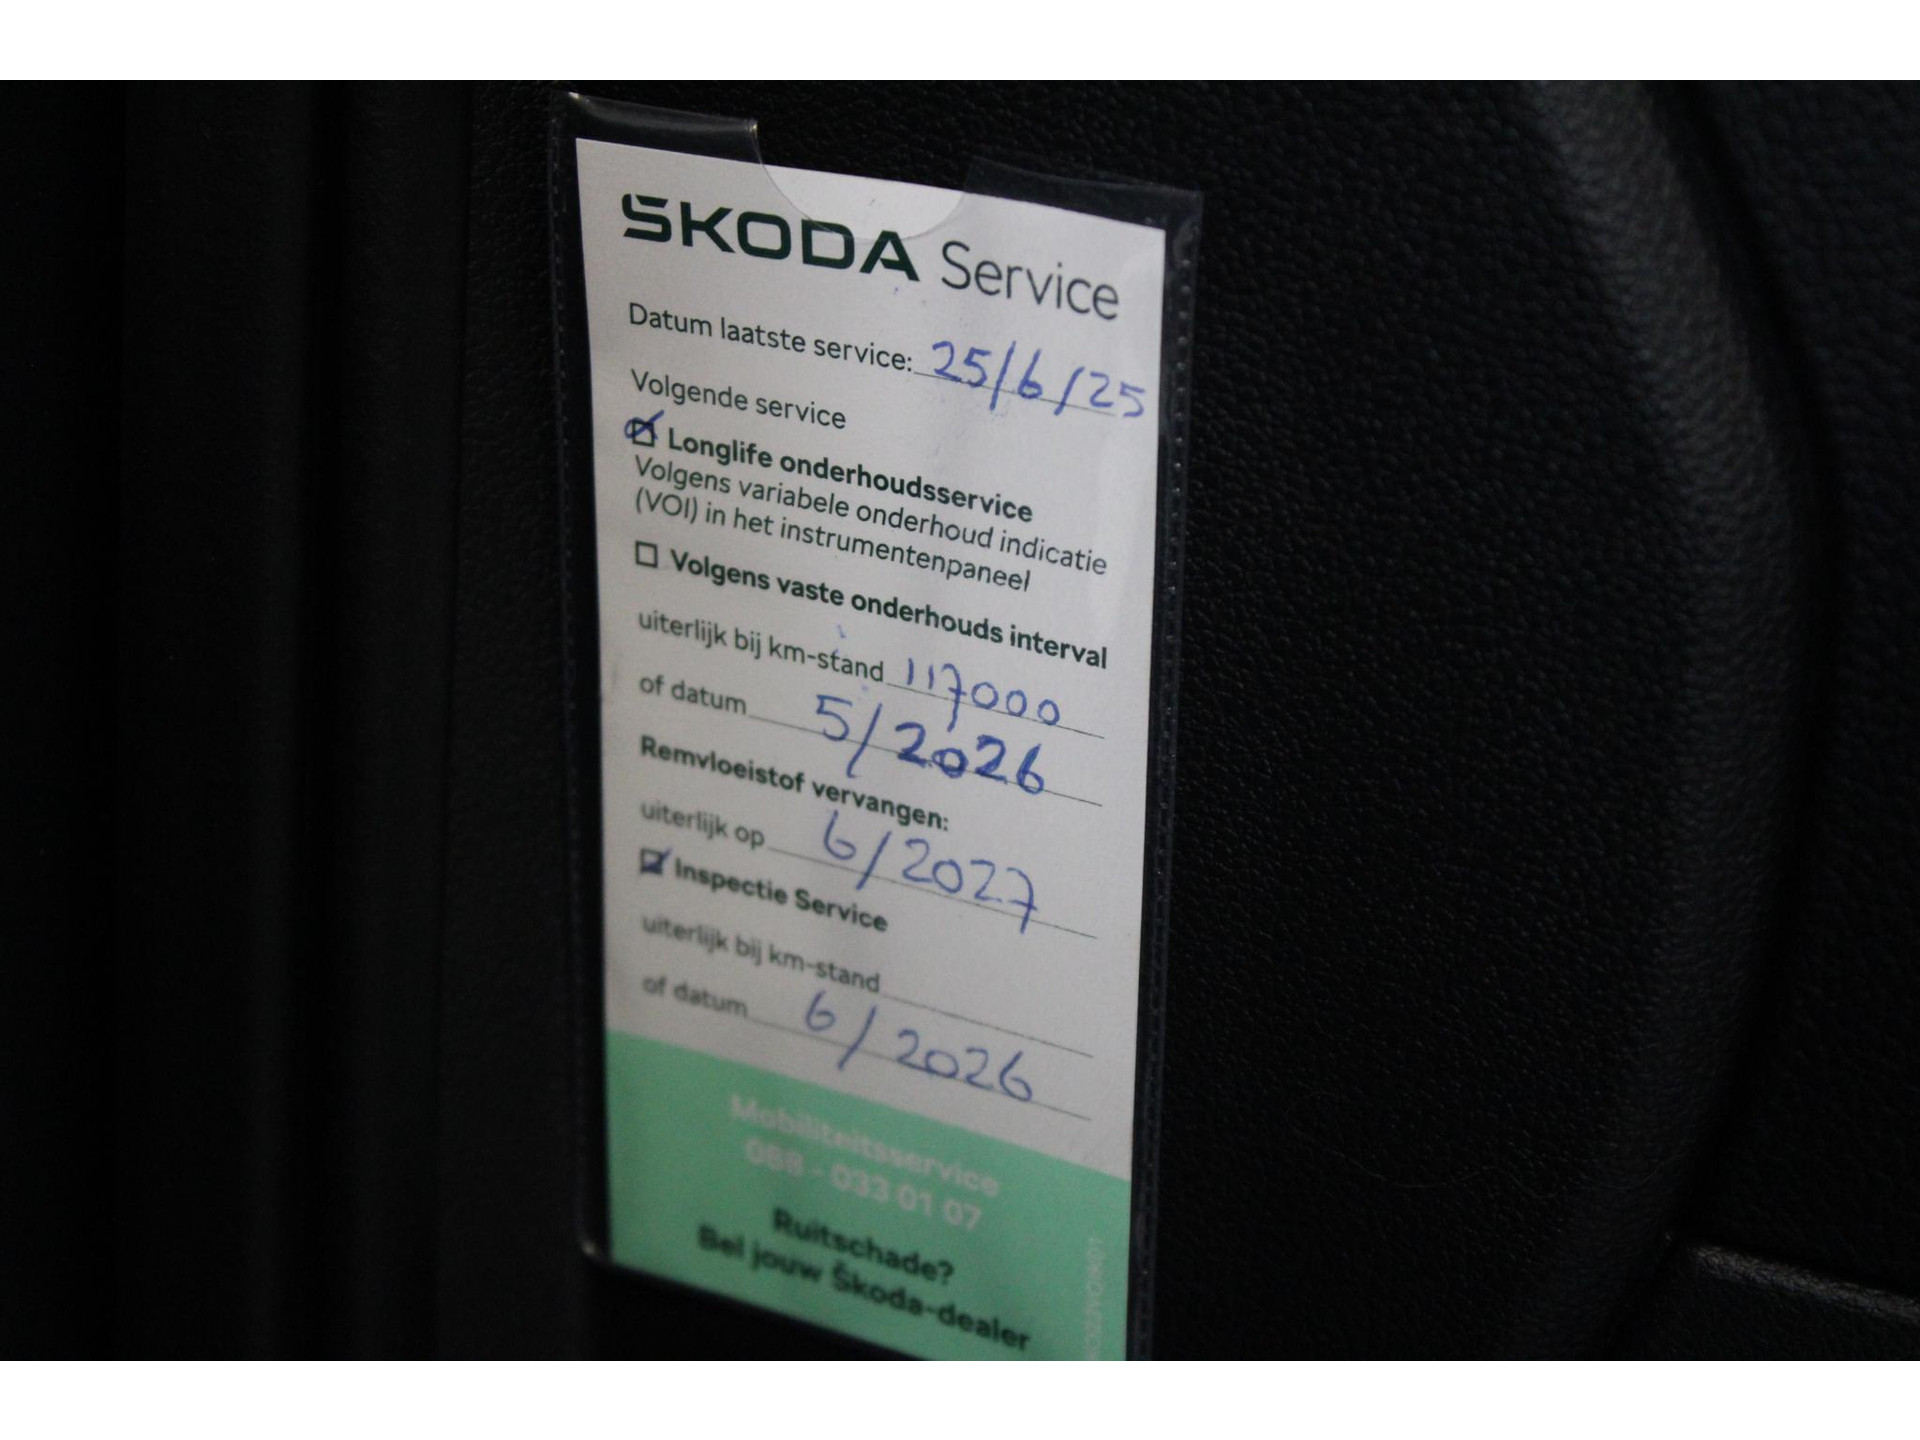 ŠKODA Service
Datum laatste service: 25/6/25
Volgende service
Longlife onderhoudsservice
Volgens variabele onderhoud indicatie
(VOI) in het instrumentenpaneel
Volgens vaste onderhouds interval
uiterlijk bij km-stand 117000
of datum 5/2026
Remvloeistof vervangen:
uiterlijk op 6/2027
Inspectie Service
uiterlijk bij km-stand
of datum 6/2026
Mobiliteitsservice
088 - 033 01 07
Ruitschade?
Bel jouw Škoda-dealer